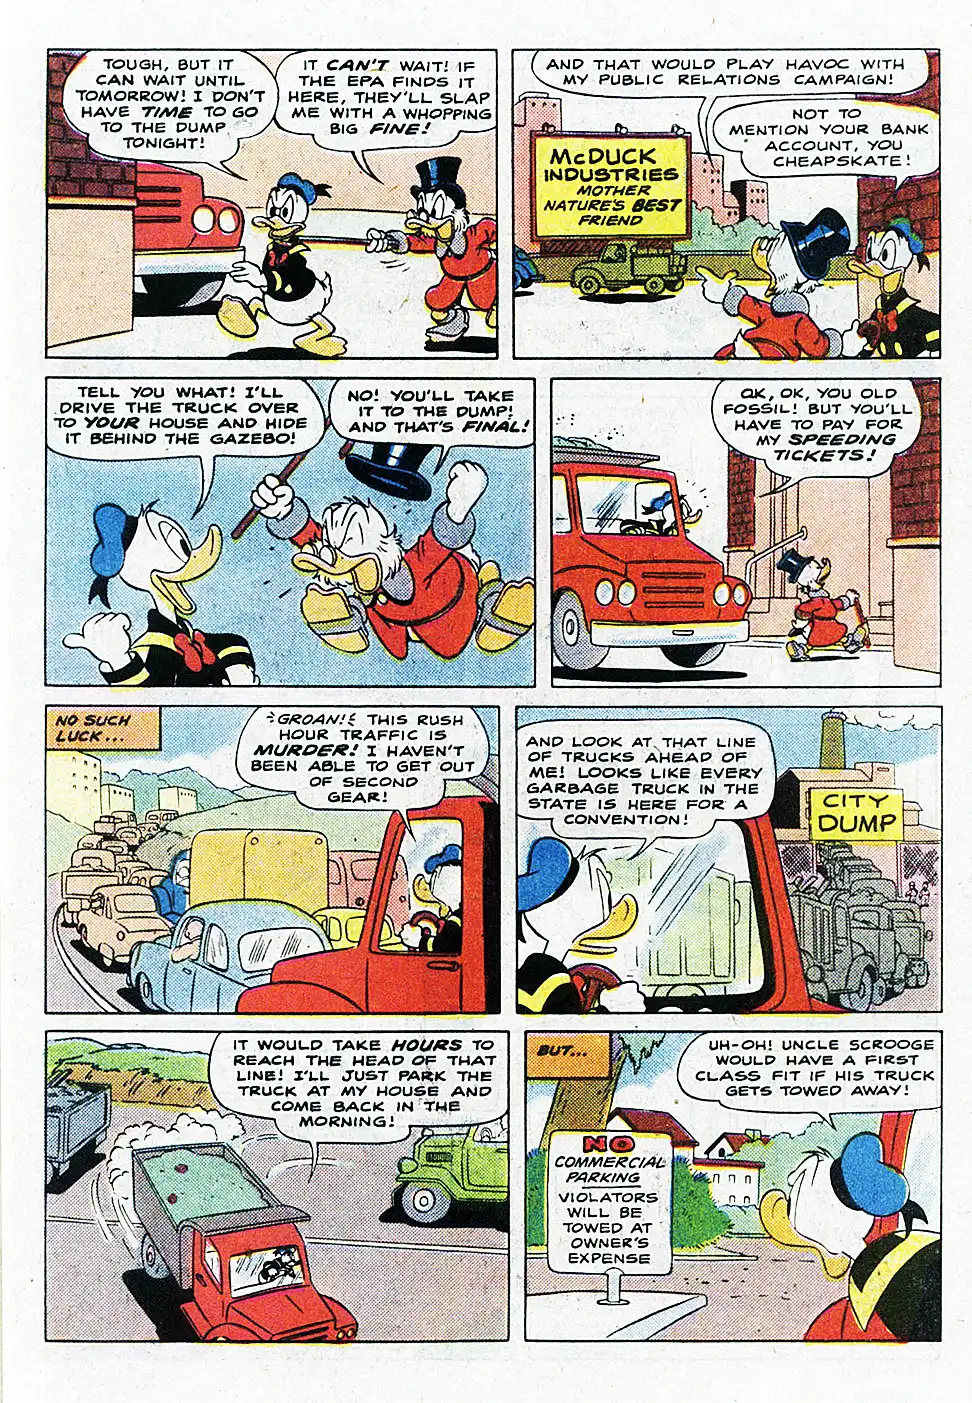 TOUGH, BUT IT
CAN WAIT UNTIL
TOMORROW! I DON'T
HAVE TIME TO GO
TO THE DUMP
TONIGHT!
IT CAN'T WAIT! IF
THE EPA FINDS IT
HERE, THEY'LL SLAP
ME WITH A WHOPPING
BIG FINE!
AND THAT WOULD PLAY HAVOC WITH
MY PUBLIC RELATIONS CAMPAIGN!
NOT TO
MENTION YOUR BANK
ACCOUNT, YOU
CHEAPSKATE!
McDUCK
INDUSTRIES
MOTHER
NATURE'S BEST
FRIEND
TELL YOU WHAT! I'LL
DRIVE THE TRUCK OVER
TO YOUR HOUSE AND HIDE
IT BEHIND THE GAZEBO!
NO! YOU'LL TAKE
IT TO THE DUMP!
AND THAT'S FINAL!
OK, OK, YOU OLD
FOSSIL! BUT YOU'LL
HAVE TO PAY FOR
MY SPEEDING
TICKETS!
NO SUCH
LUCK...
GROAN! THIS RUSH
HOUR TRAFFIC IS
MURDER! I HAVEN'T
BEEN ABLE TO GET OUT
OF SECOND
GEAR!
AND LOOK AT THAT LINE
OF TRUCKS AHEAD OF
ME! LOOKS LIKE EVERY
GARBAGE TRUCK IN THE
STATE IS HERE FOR A
CONVENTION!
CITY
DUMP
IT WOULD TAKE HOURS TO
REACH THE HEAD OF THAT
LINE! I'LL JUST PARK THE
TRUCK AT MY HOUSE AND
COME BACK IN THE
MORNING!
BUT...
UH-OH! UNCLE SCROOGE
WOULD HAVE A FIRST
CLASS FIT IF HIS TRUCK
GETS TOWED AWAY!
NO
COMMERCIAL
PARKING
VIOLATORS
WILL BE
TOWED AT
OWNER'S
EXPENSE